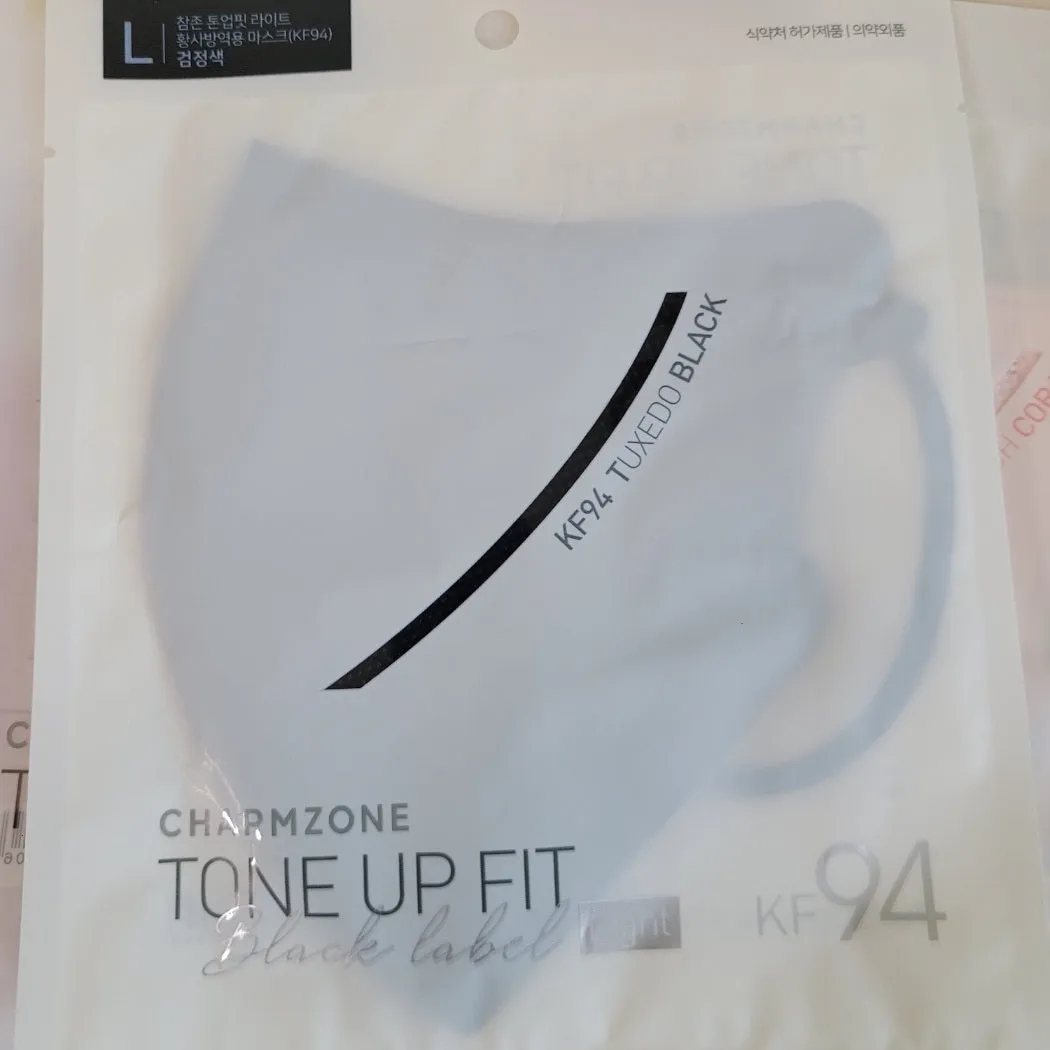 L
참존 톤업핏 라이트
황사방역용 마스크(KF94)
검정색
식약처 허가제품 | 의약외품
KF94 TUXEDO BLACK
CHARMZONE
TONE UP FIT
Black label Light
KF94